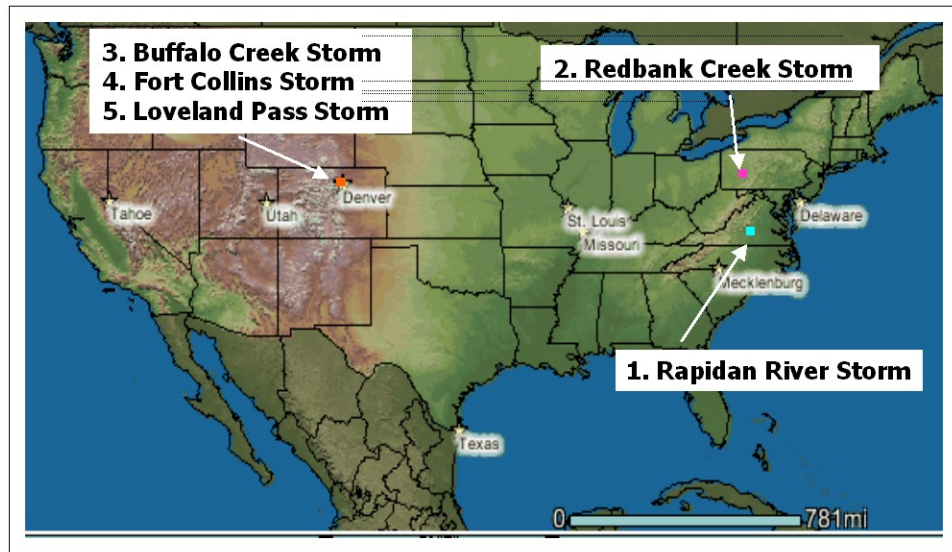 3. Buffalo Creek Storm
4. Fort Collins Storm
5. Loveland Pass Storm
2. Redbank Creek Storm
Tahoe
Utah
Denver
St. Louis
Missouri
Delaware
Mecklenburg
1. Rapidan River Storm
Texas
0 781mi